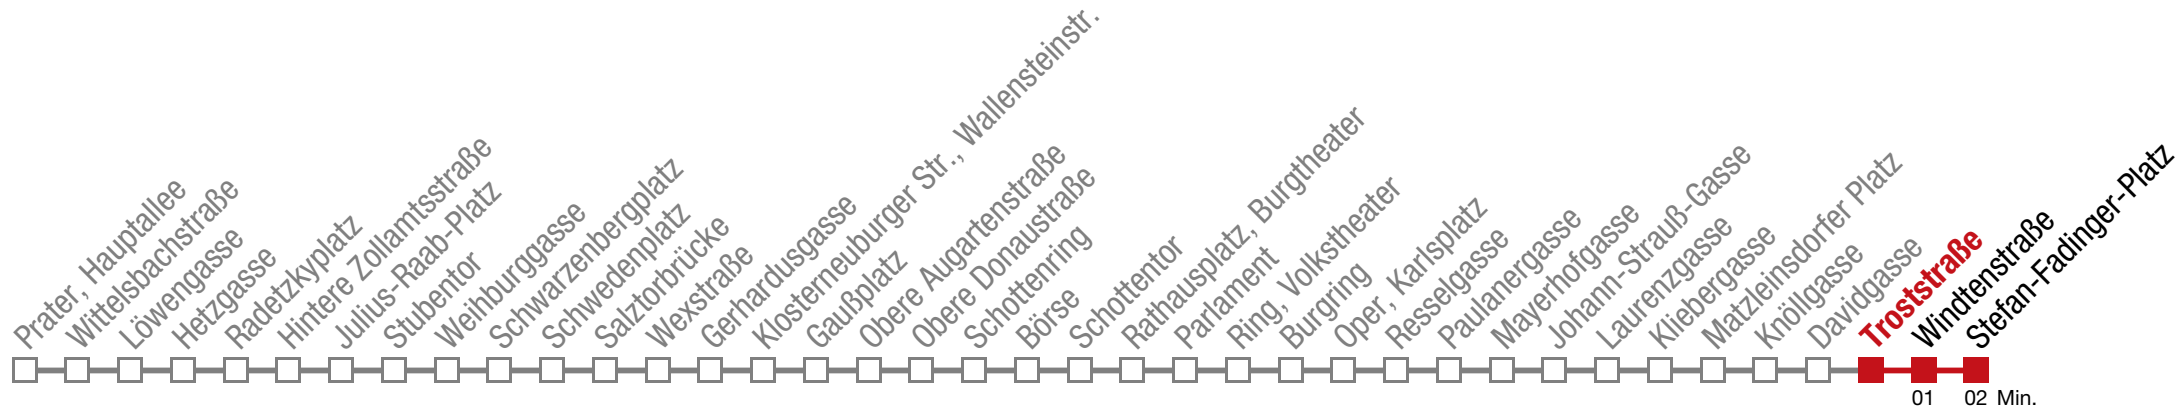 Prater, Hauptallee
Wittelsbachstraße
Löwengasse
Hetzgasse
Radetzkyplatz
Hintere Zollamtsstraße
Julius-Raab-Platz
Stubentor
Weihburggasse
Schwarzenbergplatz
Schwedenplatz
Salztorbrücke
Wexstraße
Gerhardusgasse
Klosterneuburger Str., Wallensteinstr.
Gaußplatz
Obere Augartenstraße
Obere Donaustraße
Schottenring
Börse
Schottentor
Rathausplatz, Burgtheater
Parlament
Ring, Volkstheater
Burgring
Oper, Karlsplatz
Resselgasse
Paulanergasse
Mayerhofgasse
Johann-Strauß-Gasse
Laurenzgasse
Kliebergasse
Matzleinsdorfer Platz
Knöllgasse
Davidgasse
Troststraße
Windtenstraße
Stefan-Fadinger-Platz
01 02 Min.